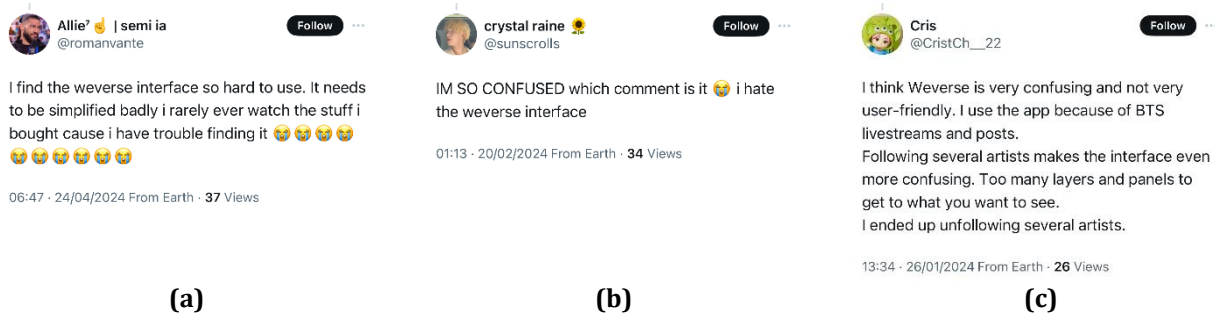 Allie⁷ ☝️ | semi ia
@romanvante
Follow
I find the weverse interface so hard to use. It needs
to be simplified badly i rarely ever watch the stuff i
bought cause i have trouble finding it 😭😭😭😭
😭😭😭😭😭😭
06:47 · 24/04/2024 From Earth · 37 Views
(a)
crystal raine 🌻
@sunscrolls
Follow
IM SO CONFUSED which comment is it 😭 i hate
the weverse interface
01:13 · 20/02/2024 From Earth · 34 Views
(b)
Cris
@CristCh__22
Follow
I think Weverse is very confusing and not very
user-friendly. I use the app because of BTS
livestreams and posts.
Following several artists makes the interface even
more confusing. Too many layers and panels to
get to what you want to see.
I ended up unfollowing several artists.
13:34 · 26/01/2024 From Earth · 26 Views
(c)